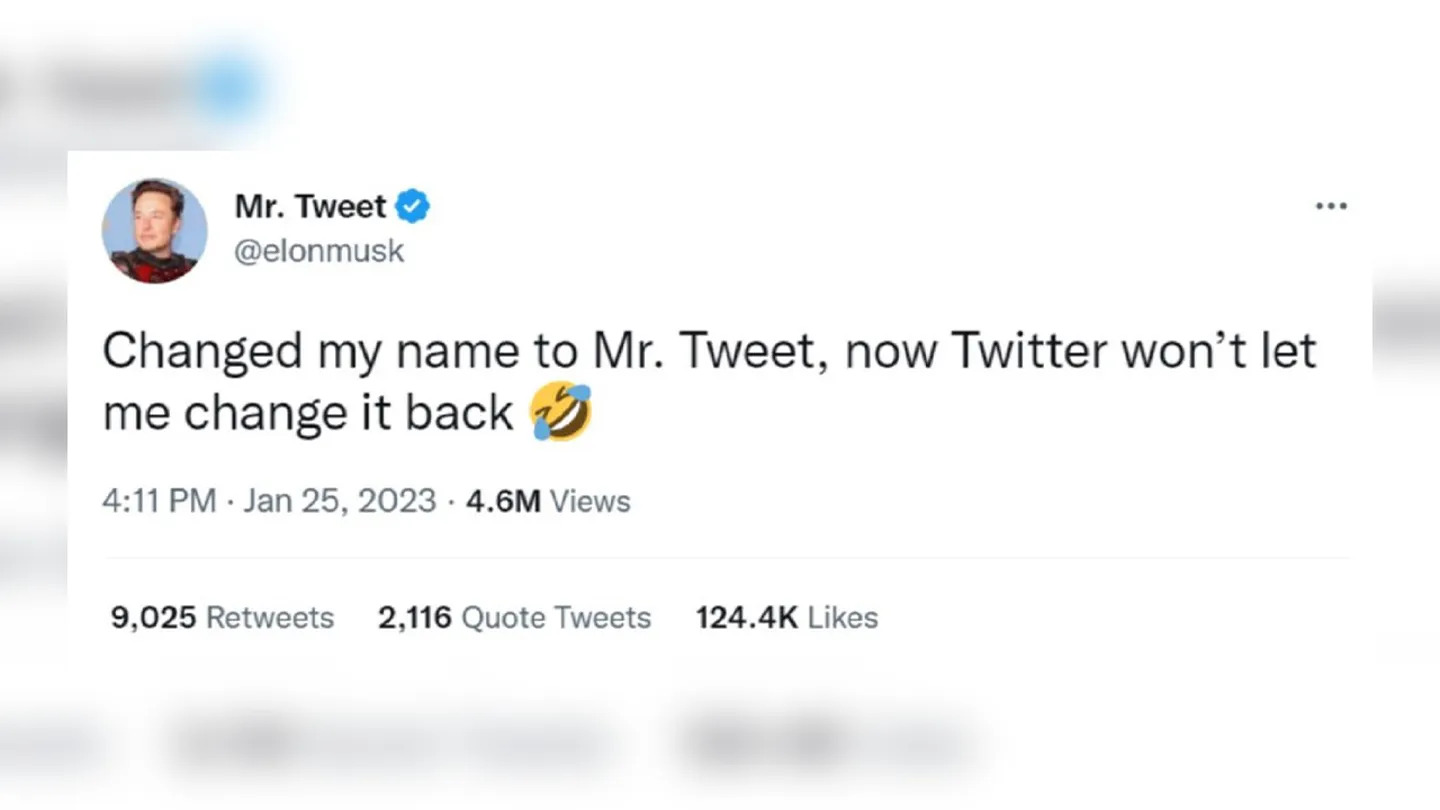 Mr. Tweet
@elonmusk
Changed my name to Mr. Tweet, now Twitter won’t let
me change it back 🤣
4:11 PM · Jan 25, 2023 · 4.6M Views
9,025 Retweets 2,116 Quote Tweets 124.4K Likes